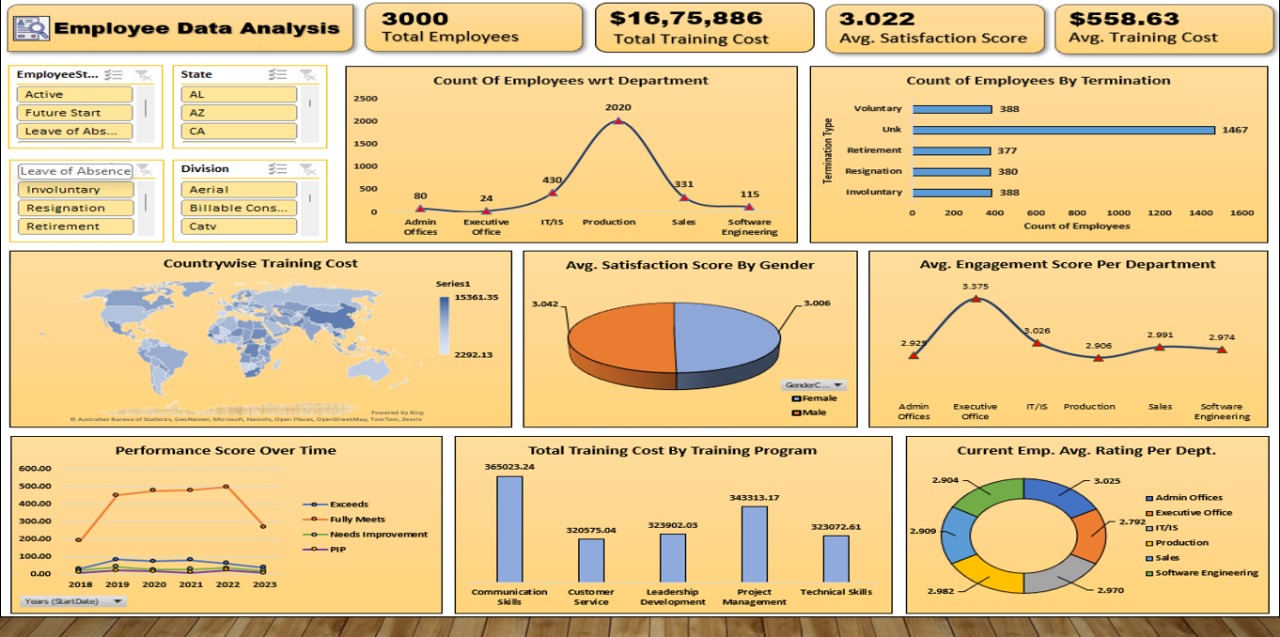 Employee Data Analysis
3000
Total Employees
$16,75,886
Total Training Cost
3.022
Avg. Satisfaction Score
$558.63
Avg. Training Cost
EmployeeSt...
Active
Future Start
Leave of Abs...
State
AL
AZ
CA
Leave of Absence
Involuntary
Resignation
Retirement
Division
Aerial
Billable Cons...
Catv
Count Of Employees wrt Department
2500
2000
1500
1000
500
0
80
24
430
2020
331
115
Admin
Offices
Executive
Office
IT/IS
Production
Sales
Software
Engineering
Count of Employees By Termination
Termination Type
Voluntary
388
Unk
1467
Retirement
377
Resignation
380
Involuntary
388
0 200 400 600 800 1000 1200 1400 1600
Count of Employees
Countrywise Training Cost
Series1
15361.35
2292.13
Powered by Bing
© Australian Bureau of Statistics, GeoNames, Microsoft, Navinfo, Open Places, OpenStreetMap, TomTom, Zenrin
Avg. Satisfaction Score By Gender
3.042
3.006
GenderC...
Female
Male
Avg. Engagement Score Per Department
2.925
3.375
3.026
2.906
2.991
2.974
Admin
Offices
Executive
Office
IT/IS
Production
Sales
Software
Engineering
Performance Score Over Time
600.00
500.00
400.00
300.00
200.00
100.00
0.00
2018 2019 2020 2021 2022 2023
Exceeds
Fully Meets
Needs Improvement
PIP
Years (StartDate)
Total Training Cost By Training Program
365023.24
320575.04
323902.03
343313.17
323072.61
Communication
Skills
Customer
Service
Leadership
Development
Project
Management
Technical Skills
Current Emp. Avg. Rating Per Dept.
2.904
3.025
2.909
2.792
2.982
2.970
Admin Offices
Executive Office
IT/IS
Production
Sales
Software Engineering